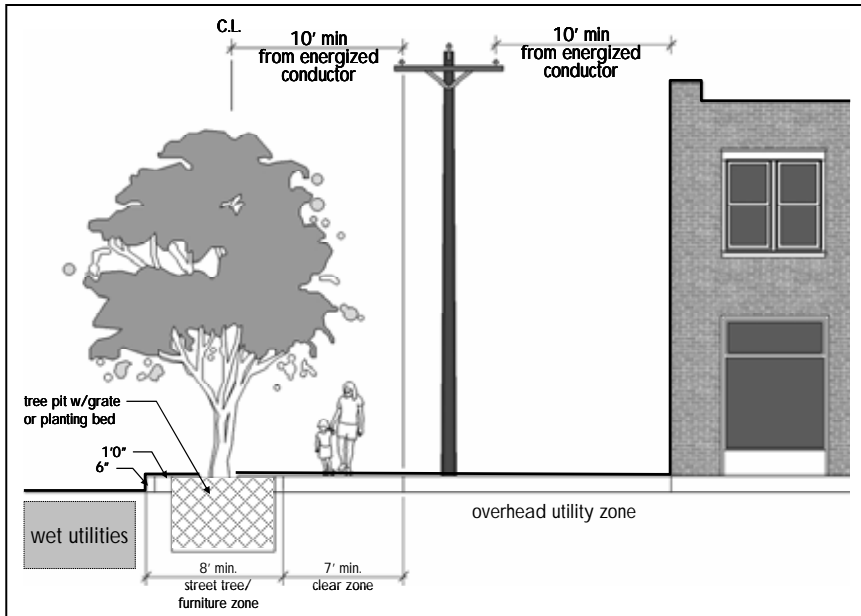 C.L.
10' min
from energized
conductor
10' min
from energized
conductor
tree pit w/grate
or planting bed
1'0"
6"
wet utilities
overhead utility zone
8' min.
street tree/
furniture zone
7' min.
clear zone